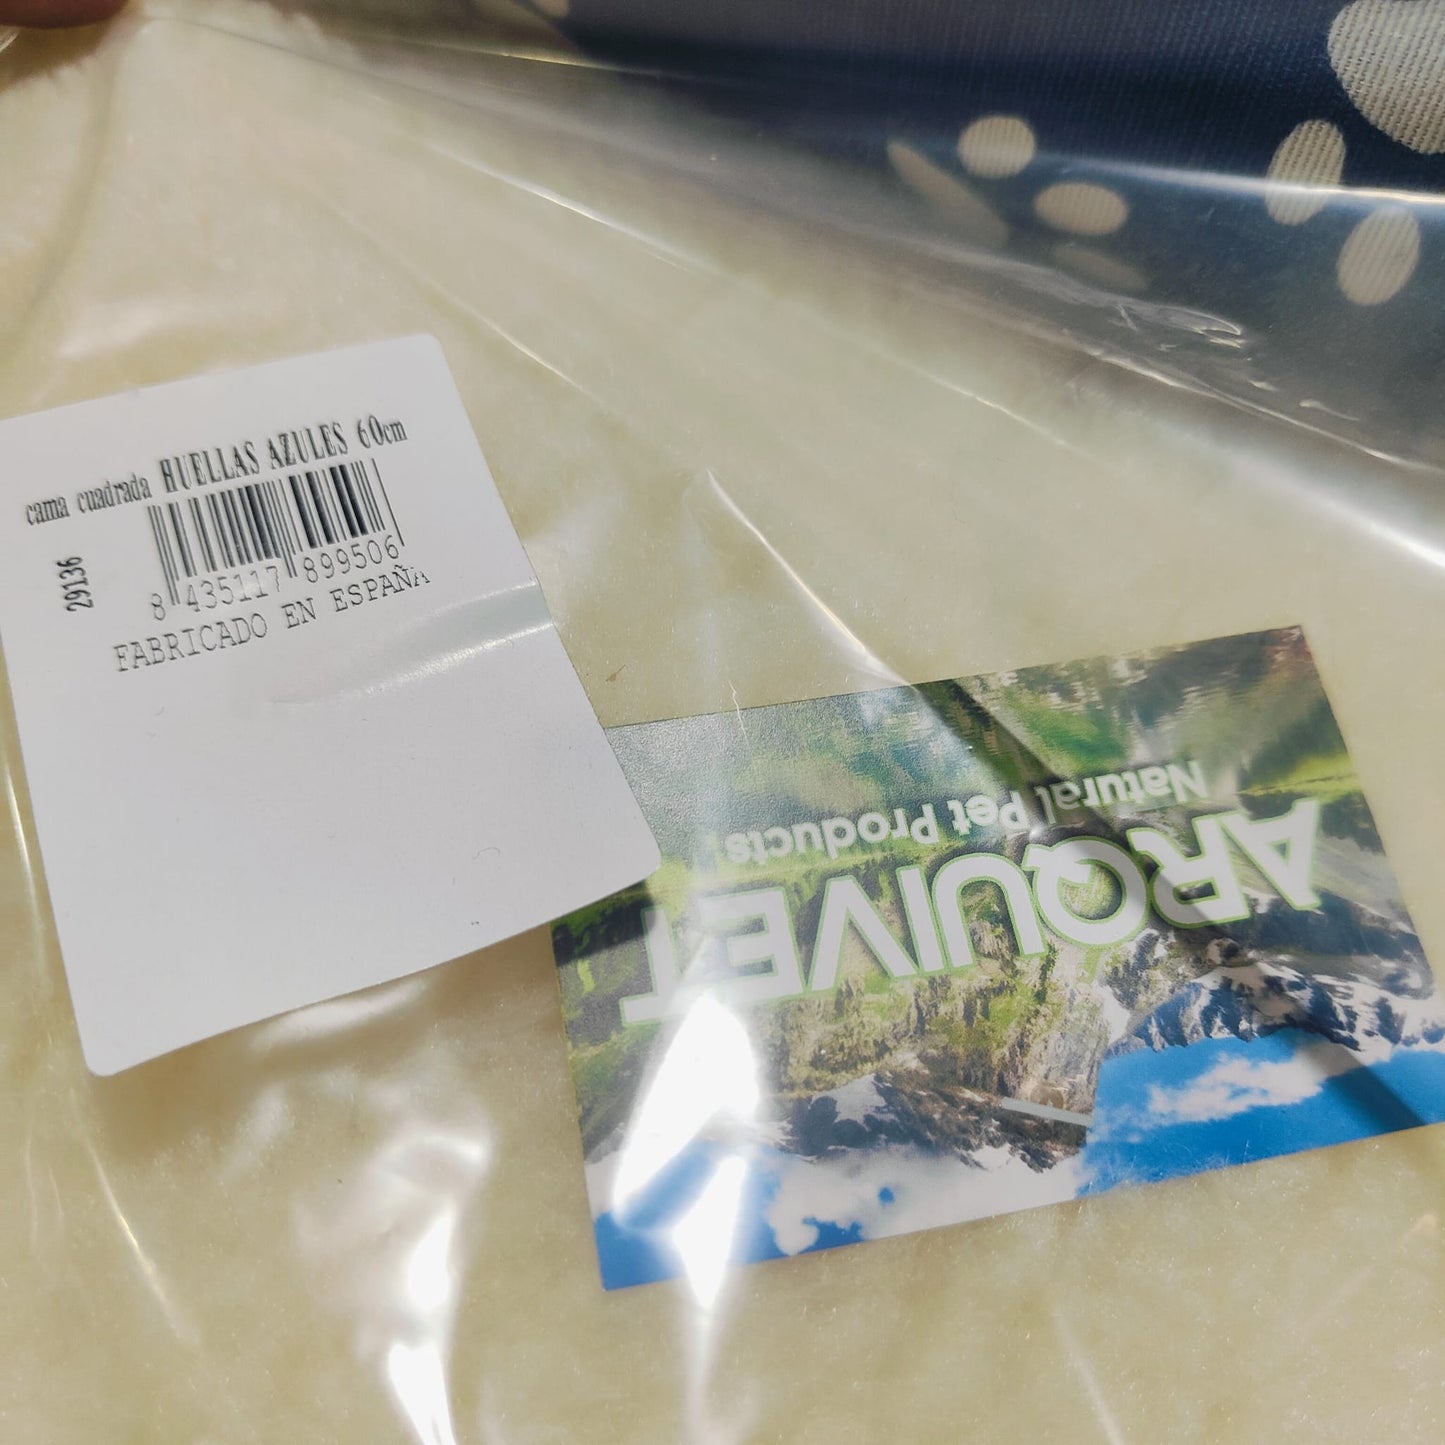 cama cuadrada HUELLAS AZULES 60cm
29136
8 435117 899506
FABRICADO EN ESPAÑA
ARQUIVET
Natural Pet Products